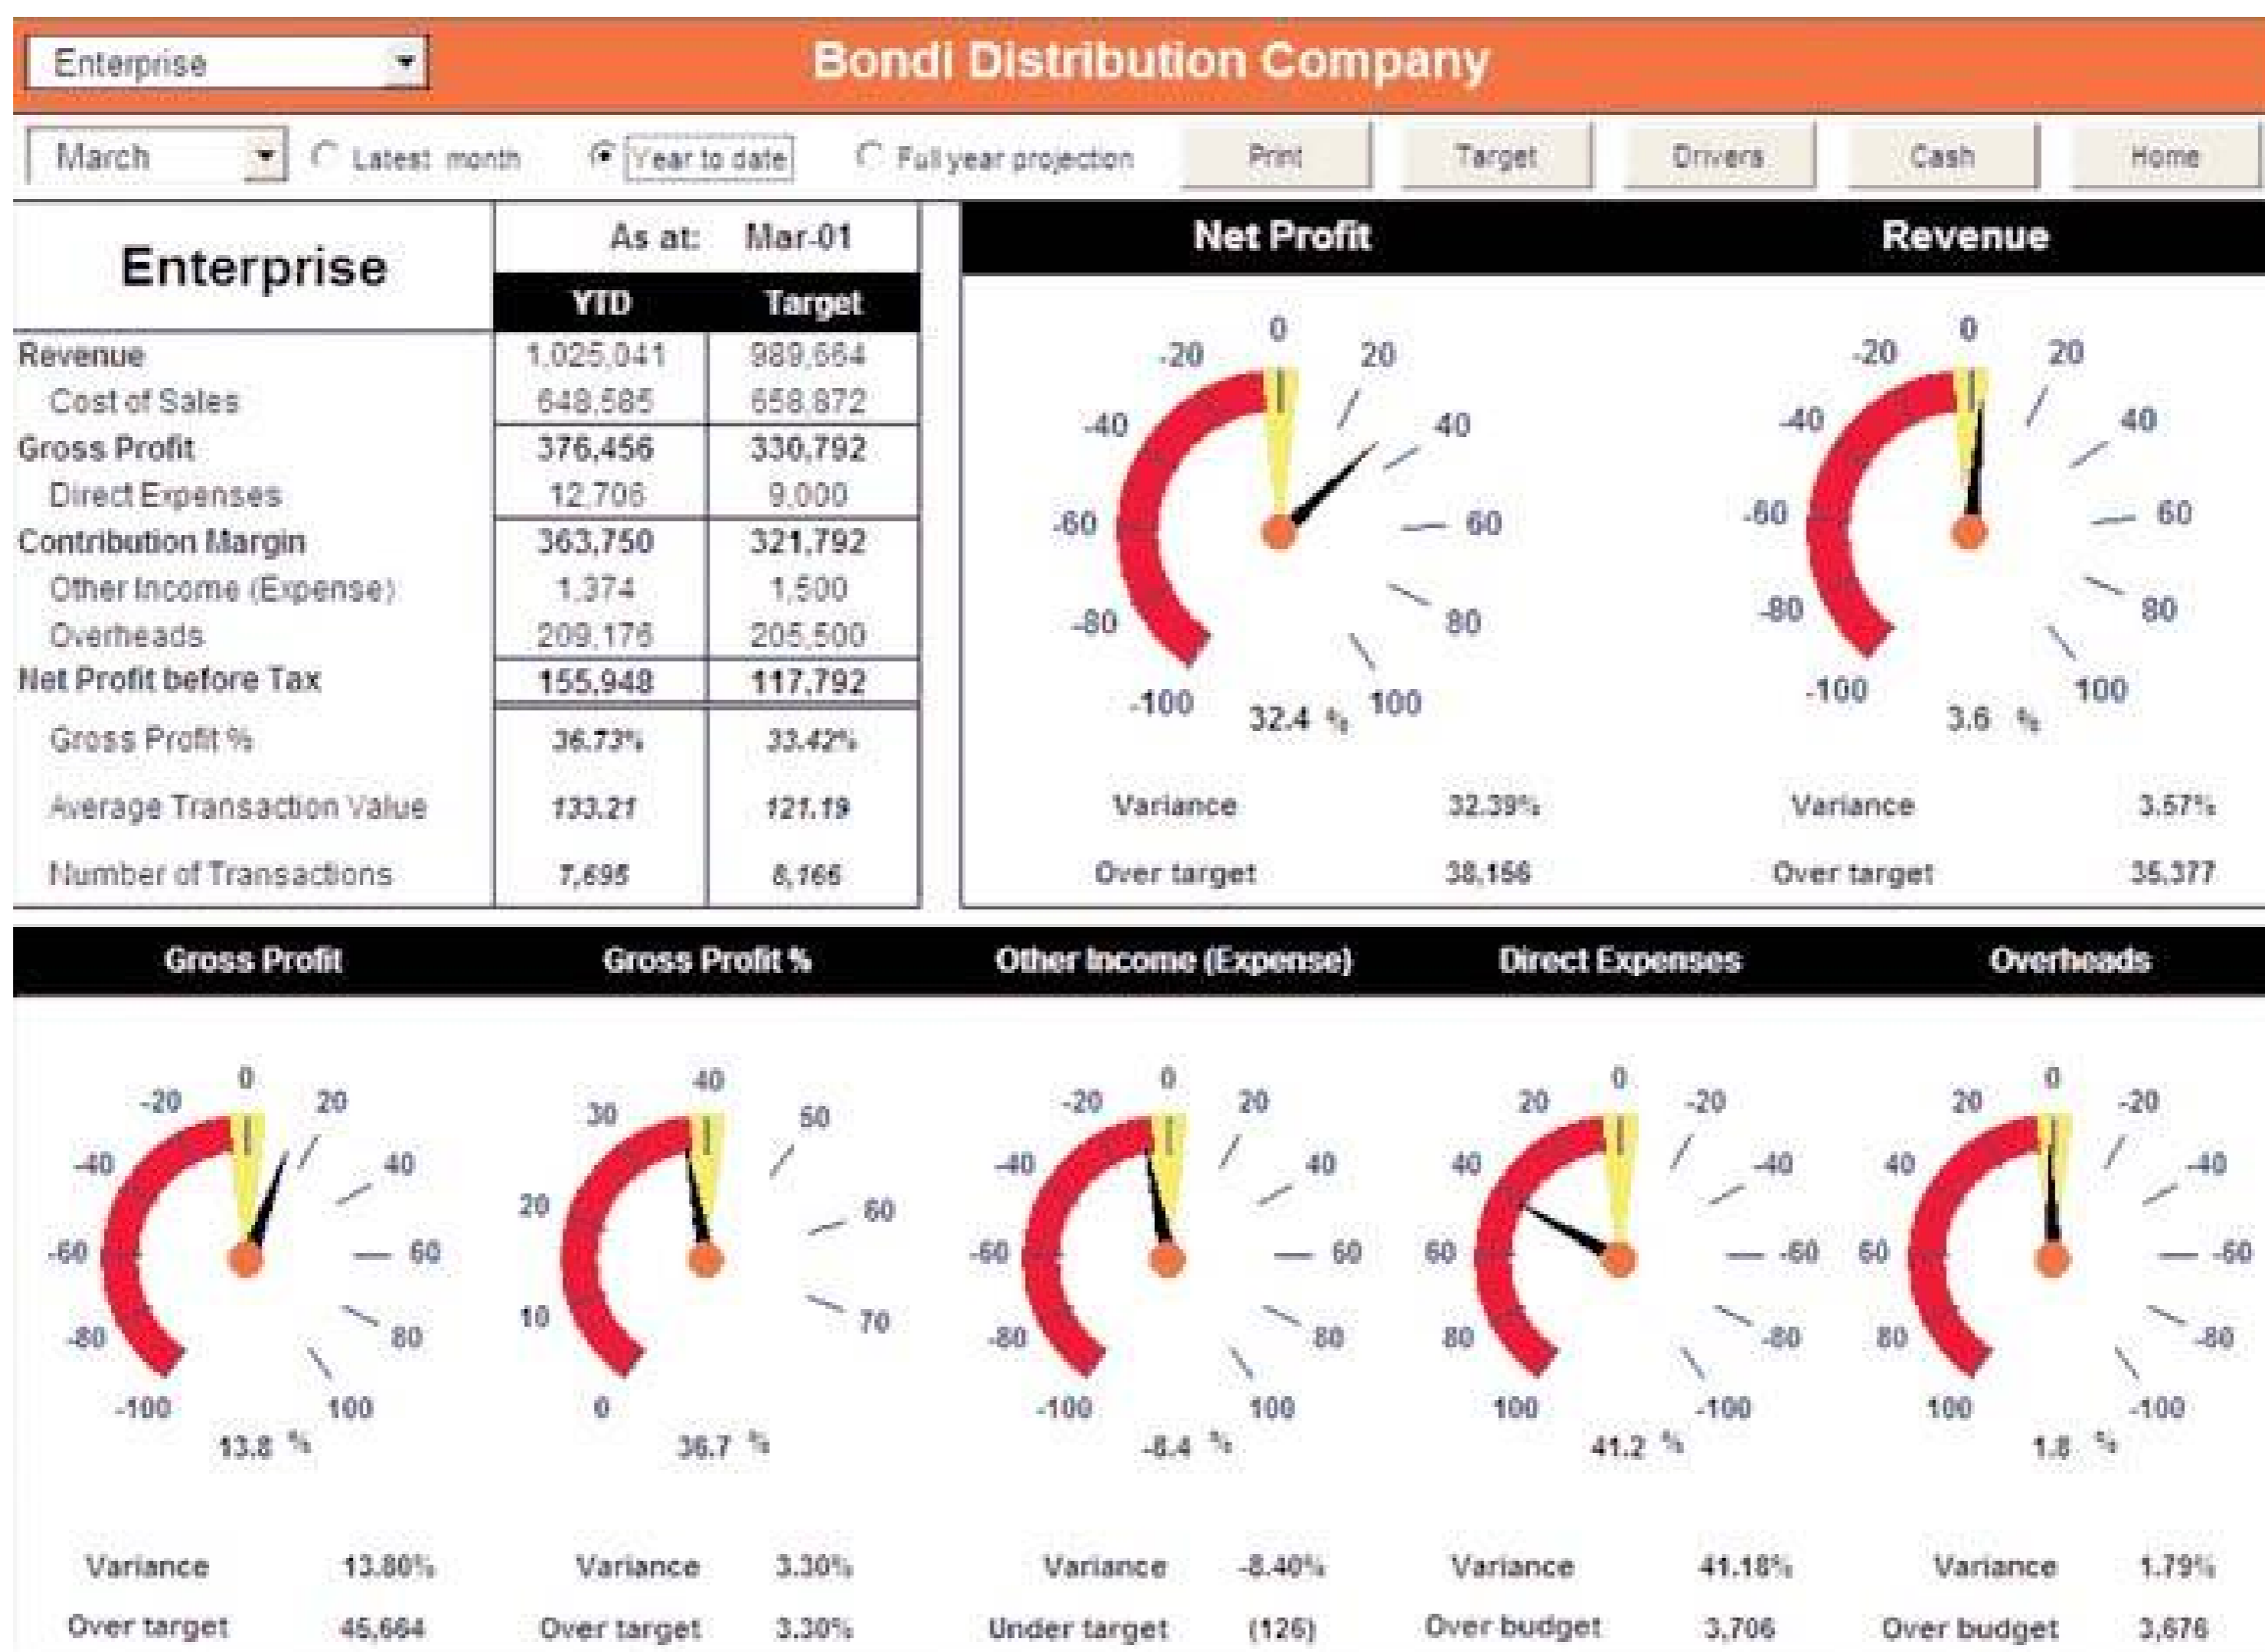 Enterprise
Bondi Distribution Company
March
Latest month
Year to date
Full year projection
Print
Target
Drivers
Cash
Home
Enterprise
As at: Mar-01
YTD Target
Revenue 1,025,041 989,664
Cost of Sales 648,585 658,872
Gross Profit 376,456 330,792
Direct Expenses 12,706 9,000
Contribution Margin 363,750 321,792
Other Income (Expense) 1,374 1,500
Overheads 209,176 205,500
Net Profit before Tax 155,948 117,792
Gross Profit % 36.73% 33.42%
Average Transaction Value 133.21 121.19
Number of Transactions 7,695 8,166
Net Profit
-100 -80 -60 -40 -20 0 20 40 60 80 100
32.4 %
Variance 32.39%
Over target 38,156
Revenue
-100 -80 -60 -40 -20 0 20 40 60 80 100
3.6 %
Variance 3.57%
Over target 35,377
Gross Profit
-100 -80 -60 -40 -20 0 20 40 60 80 100
13.8 %
Variance 13.80%
Over target 45,664
Gross Profit %
0 10 20 30 40 50 60 70
36.7 %
Variance 3.30%
Over target 3.30%
Other Income (Expense)
-100 -80 -60 -40 -20 0 20 40 60 80 100
-8.4 %
Variance -8.40%
Under target (126)
Direct Expenses
100 80 60 40 20 0 -20 -40 -60 -80 -100
41.2 %
Variance 41.18%
Over budget 3,706
Overheads
100 80 60 40 20 0 -20 -40 -60 -80 -100
1.8 %
Variance 1.79%
Over budget 3,676